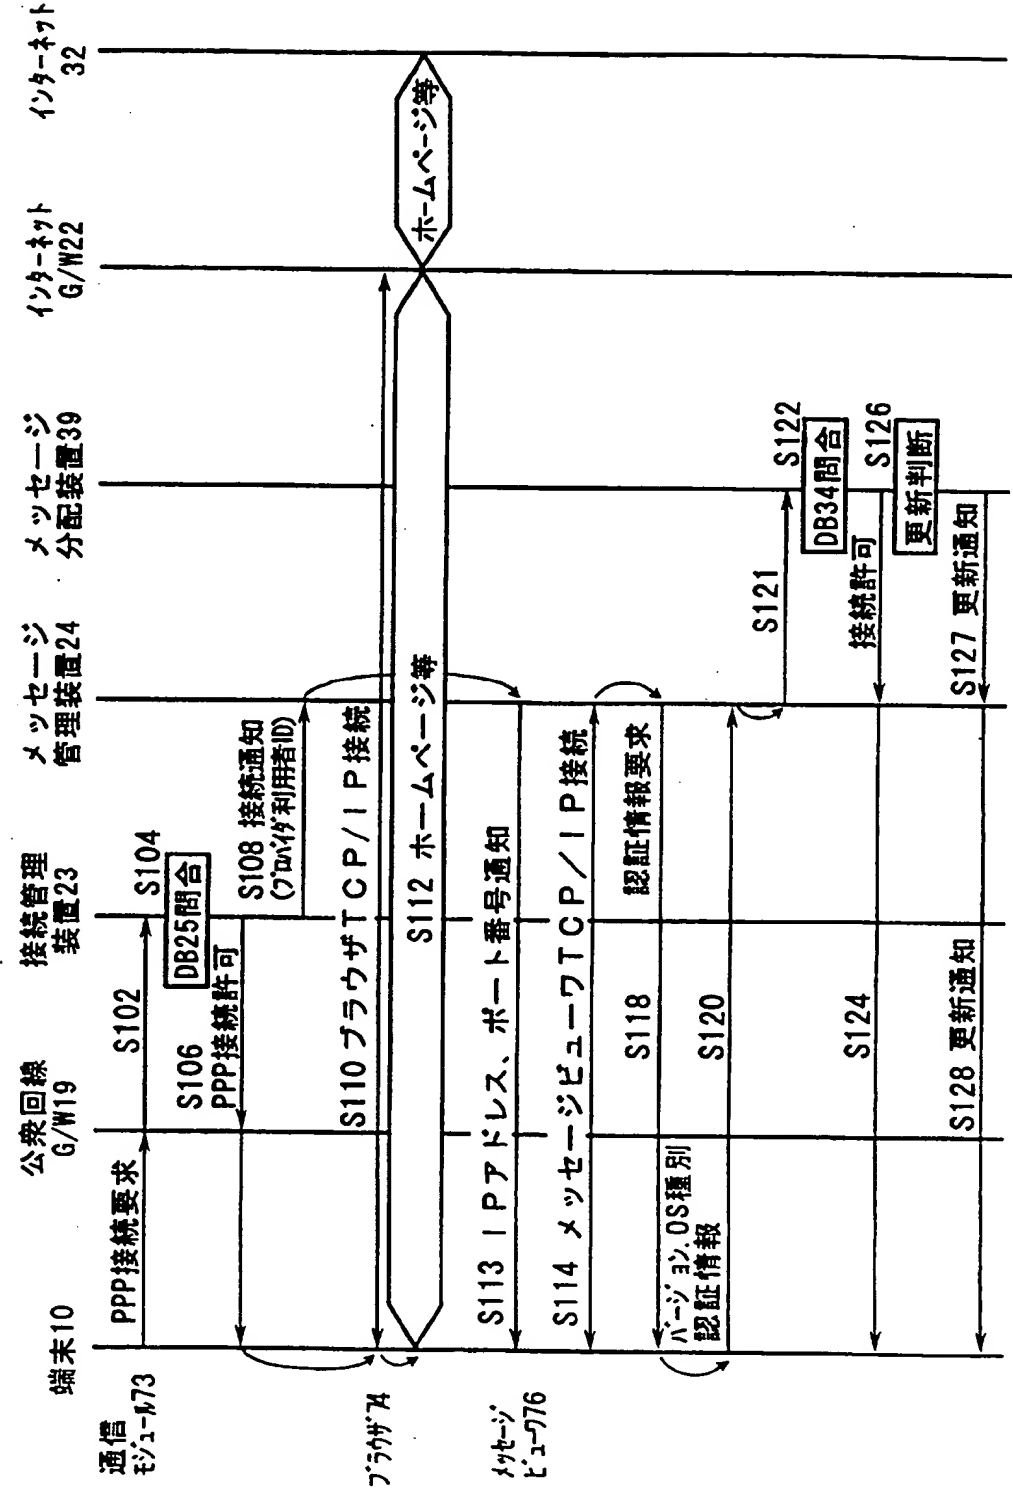 端末10
公衆回線
G/W19
接続管理
装置23
メッセージ
管理装置24
メッセージ
分配装置39
インターネット
G/W22
インターネット
32
通信
モジュール73
PPP接続要求
S102
S104
DB25問合
S106
PPP接続許可
S108 接続通知
(プロバイダ利用者ID)
ブラウザ74
S110 ブラウザTCP/IP接続
S112 ホームページ等
ホームページ等
メッセージ
ビューワ76
S113 IPアドレス、ポート番号通知
S114 メッセージビューワTCP/IP接続
S118
認証情報要求
バージョン.OS種別
認証情報
S120
S121
S122
DB34問合
S124
接続許可
S126
更新判断
S127 更新通知
S128 更新通知